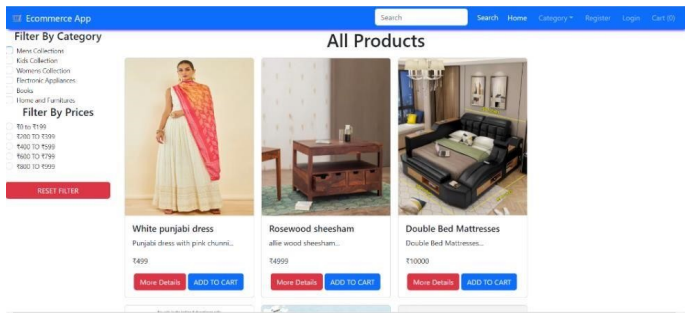 Ecommerce App
Search
Search Home Category Register Login Cart (0)
Filter By Category
Mens Collections
Kids Collection
Womens Collection
Electronic Appliances
Books
Home and Furnitures
Filter By Prices
₹0 to ₹199
₹200 TO ₹399
₹400 TO ₹599
₹600 TO ₹799
₹800 TO ₹999
RESET FILTER
All Products
White punjabi dress
Punjabi dress with pink chunni...
₹499
More Details ADD TO CART
Rosewood sheesham
allie wood sheesham...
₹4999
More Details ADD TO CART
Double Bed Mattresses
Double Bed Mattresses...
₹10000
More Details ADD TO CART